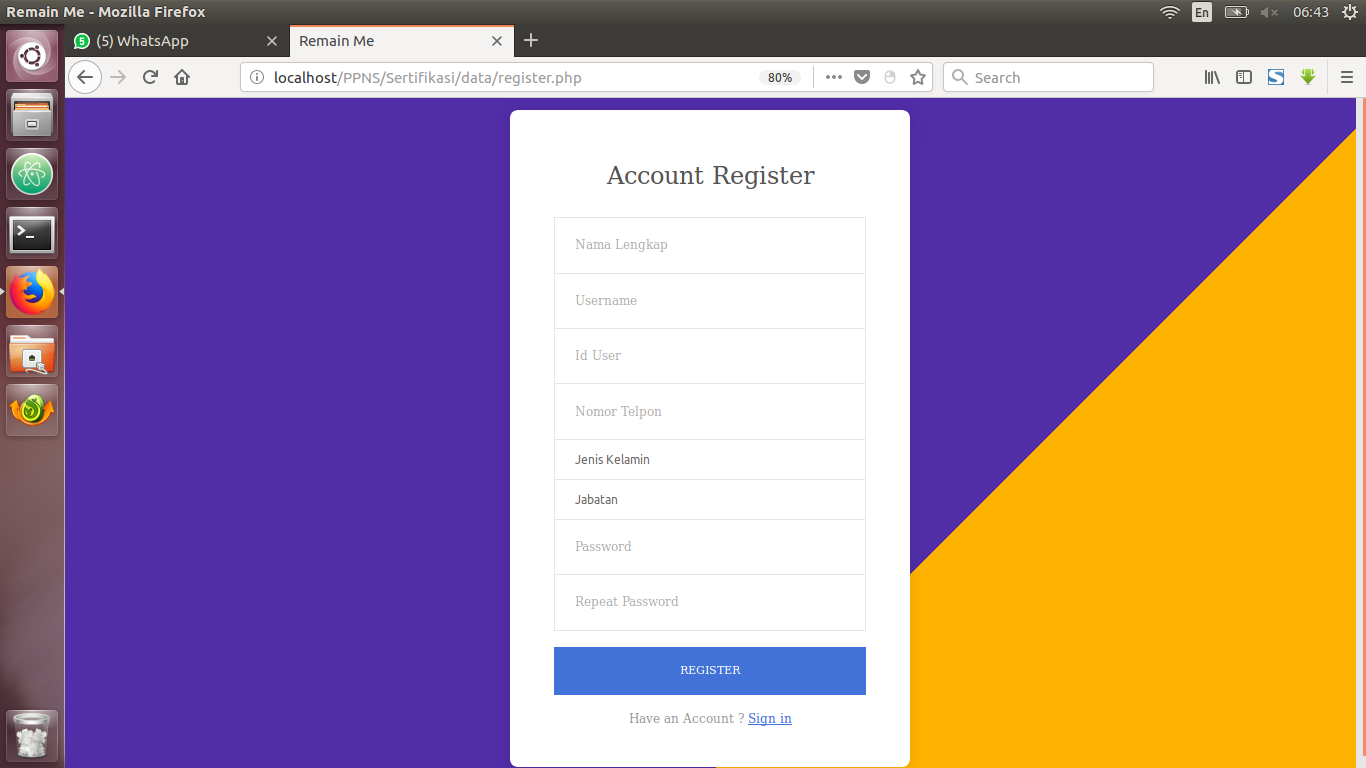 Remain Me - Mozilla Firefox
En
06:43
5
(5) WhatsApp
Remain Me
localhost/PPNS/Sertifikasi/data/register.php
80%
Search
S
Account Register
Nama Lengkap
Username
Id User
Nomor Telpon
Jenis Kelamin
Jabatan
Password
Repeat Password
REGISTER
Have an Account ? Sign in